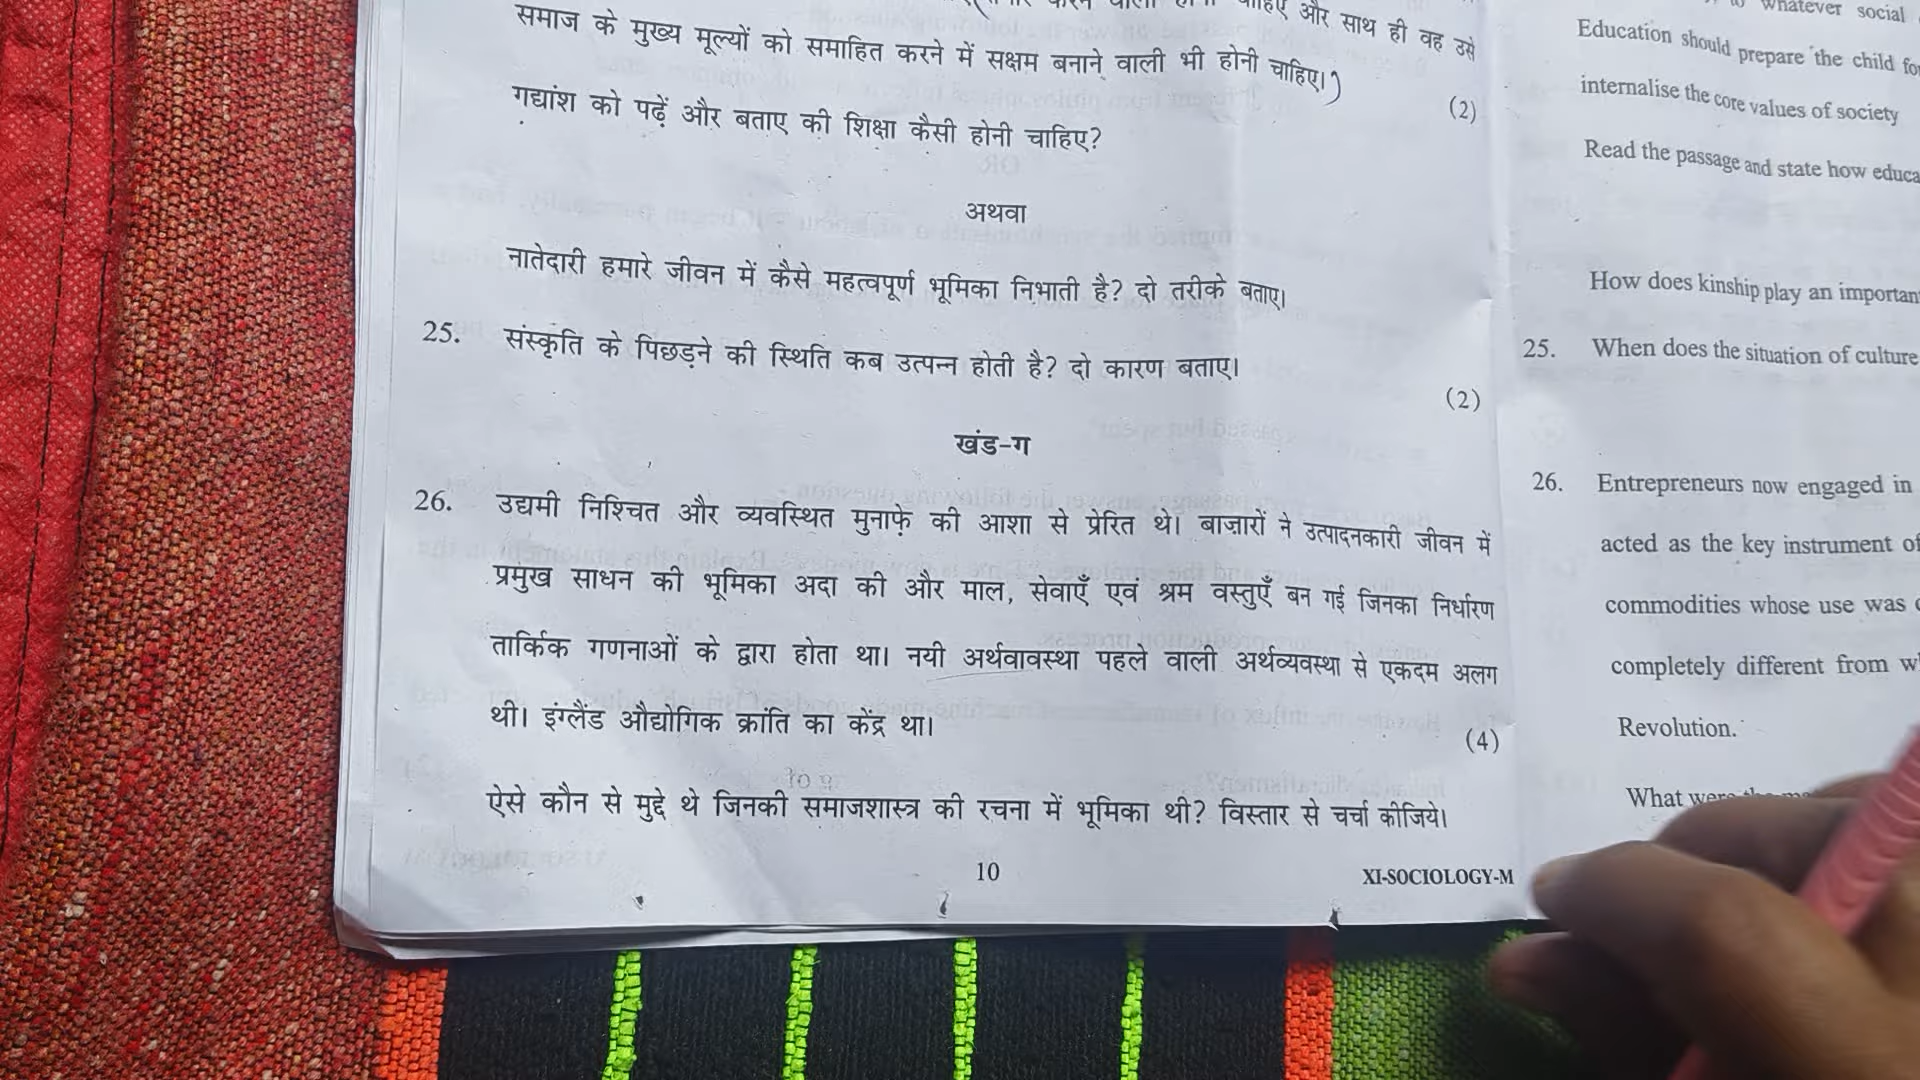 और साथ ही वह उसे
समाज के मुख्य मूल्यों को समाहित करने में सक्षम बनाने वाली भी होनी चाहिए।)
(2)
गद्यांश को पढ़ें और बताए की शिक्षा कैसी होनी चाहिए?
अथवा
नातेदारी हमारे जीवन में कैसे महत्वपूर्ण भूमिका निभाती है? दो तरीके बताए।
25. संस्कृति के पिछड़ने की स्थिति कब उत्पन्न होती है? दो कारण बताए।
(2)
खंड-ग
26. उद्यमी निश्चित और व्यवस्थित मुनाफ़े की आशा से प्रेरित थे। बाज़ारों ने उत्पादनकारी जीवन में
प्रमुख साधन की भूमिका अदा की और माल, सेवाएँ एवं श्रम वस्तुएँ बन गई जिनका निर्धारण
तार्किक गणनाओं के द्वारा होता था। नयी अर्थवावस्था पहले वाली अर्थव्यवस्था से एकदम अलग
थी। इंग्लैंड औद्योगिक क्रांति का केंद्र था।
(4)
ऐसे कौन से मुद्दे थे जिनकी समाजशास्त्र की रचना में भूमिका थी? विस्तार से चर्चा कीजिये।
10
XI-SOCIOLOGY-M
whatever social
Education should prepare the child
internalise the core values of society
Read the passage and state how
How does kinship play an
25. When does the situation of culture
26. Entrepreneurs now engaged in
acted as the key instrument
commodities whose use was
completely different from
Revolution.
What